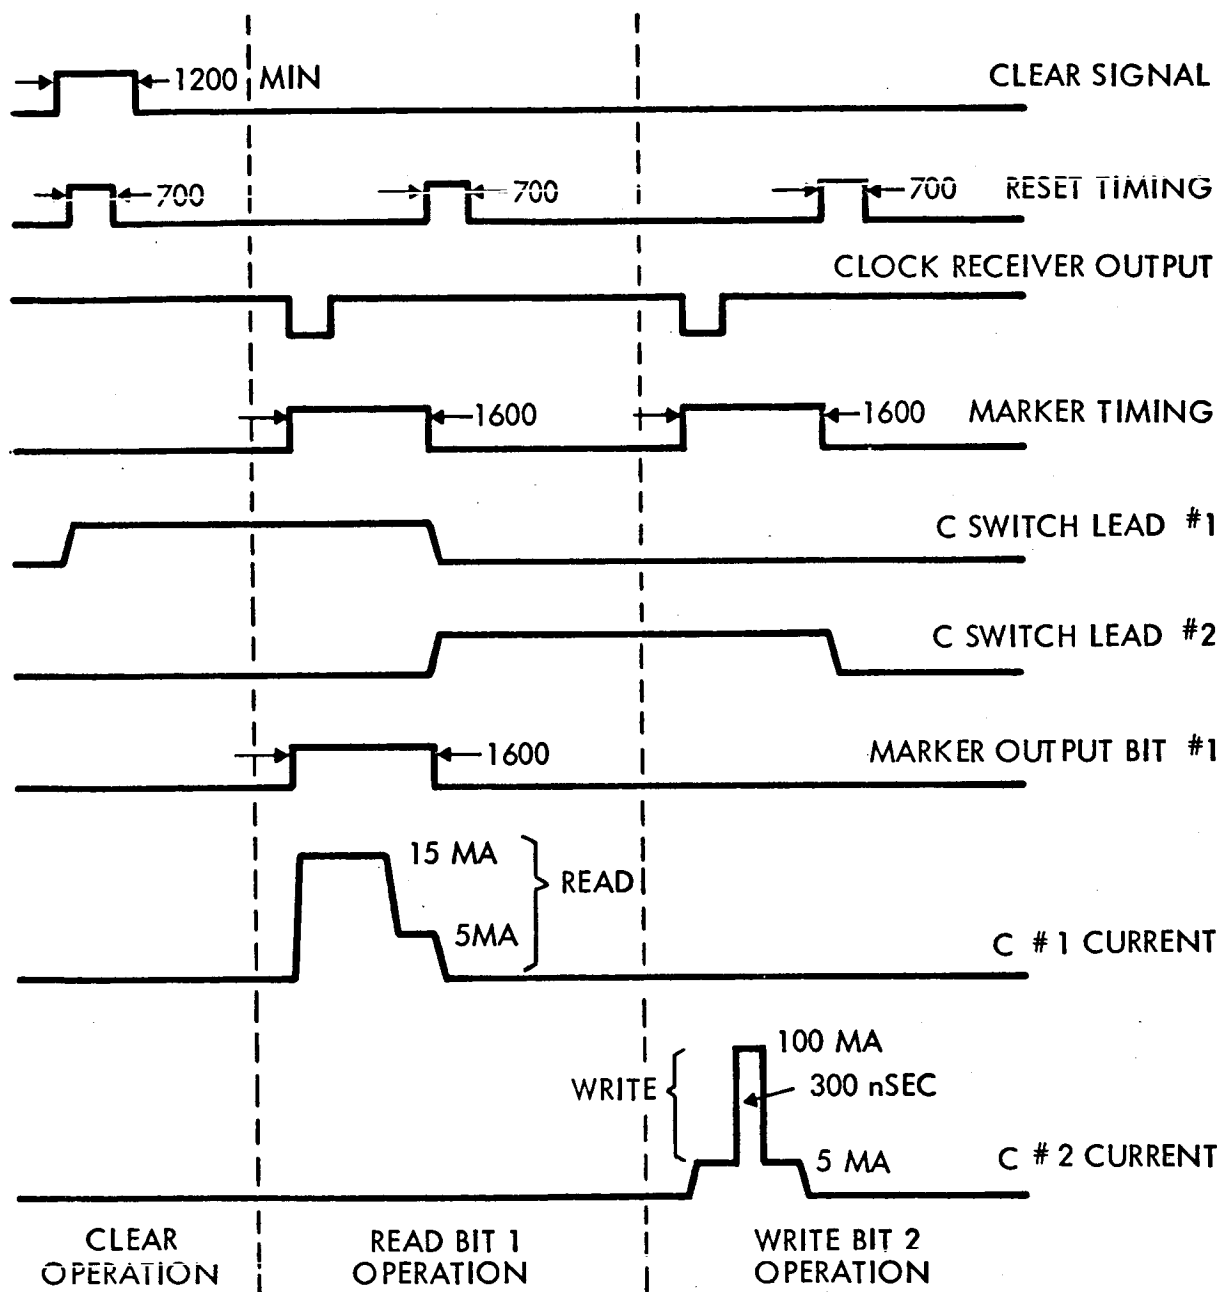 1200 MIN CLEAR SIGNAL
700 700 700 RESET TIMING
CLOCK RECEIVER OUTPUT
1600 1600 MARKER TIMING
C SWITCH LEAD #1
C SWITCH LEAD #2
1600 MARKER OUTPUT BIT #1
15 MA
READ
5MA
C #1 CURRENT
100 MA
WRITE 300 nSEC
5 MA C #2 CURRENT
CLEAR OPERATION
READ BIT 1 OPERATION
WRITE BIT 2 OPERATION